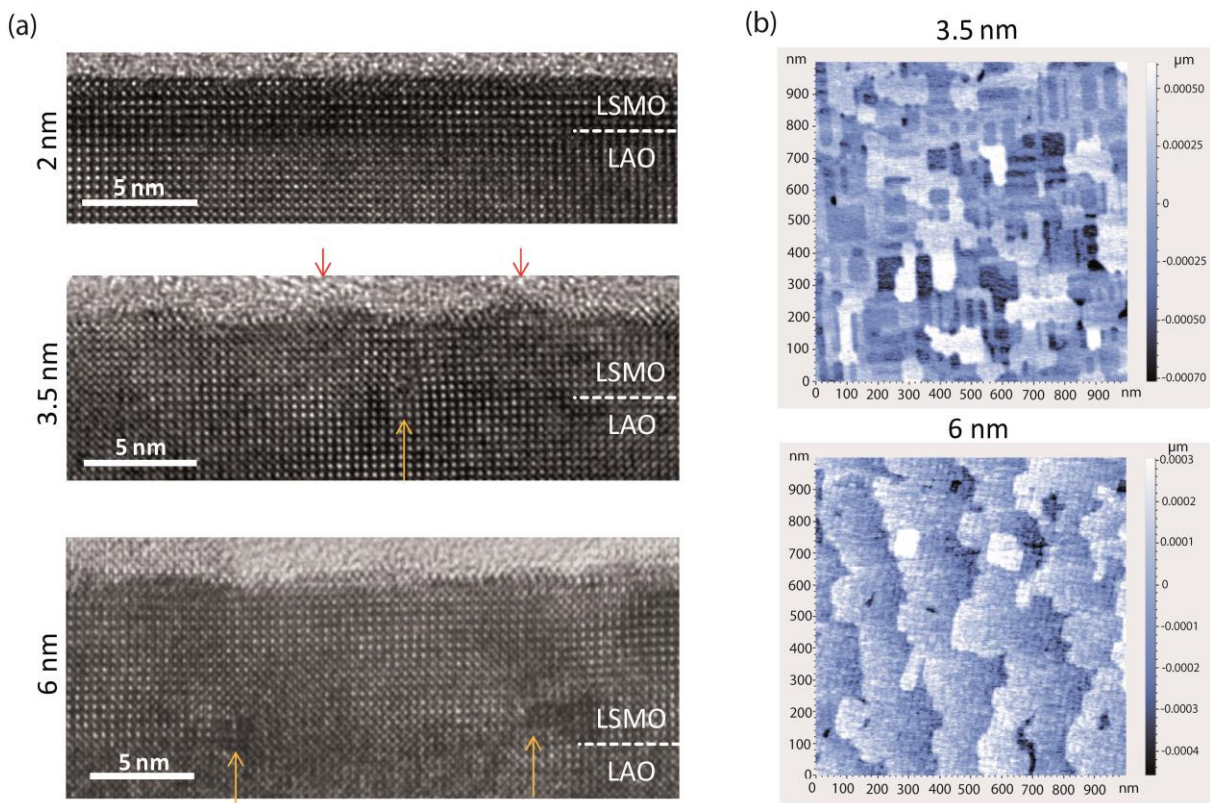 (a)
2 nm
LSMO
LAO
5 nm
3.5 nm
LSMO
LAO
5 nm
6 nm
LSMO
LAO
5 nm
(b)
3.5 nm
nm
µm
900
800
700
600
500
400
300
200
100
0
0 100 200 300 400 500 600 700 800 900 nm
0.00050
0.00025
0
-0.00025
-0.00050
-0.00070
6 nm
nm
µm
900
800
700
600
500
400
300
200
100
0
0 100 200 300 400 500 600 700 800 900 nm
0.0003
0.0002
0.0001
0
-0.0001
-0.0002
-0.0003
-0.0004